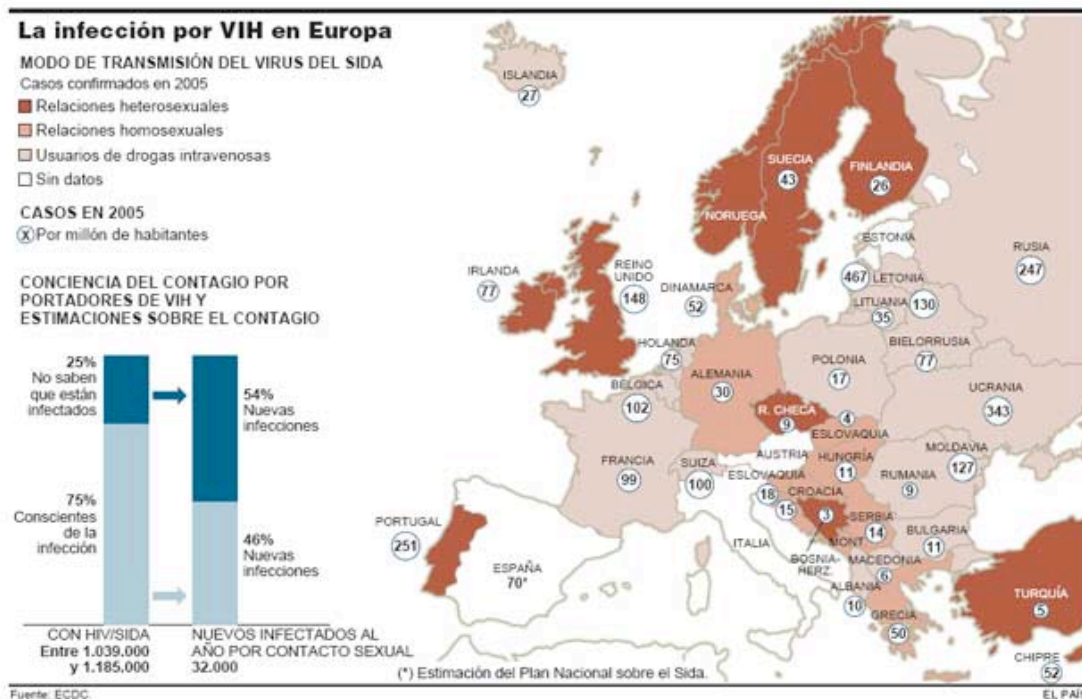 La infección por VIH en Europa
MODO DE TRANSMISIÓN DEL VIRUS DEL SIDA
Casos confirmados en 2005
Relaciones heterosexuales
Relaciones homosexuales
Usuarios de drogas intravenosas
Sin datos
CASOS EN 2005
X Por millón de habitantes
CONCIENCIA DEL CONTAGIO POR
PORTADORES DE VIH Y
ESTIMACIONES SOBRE EL CONTAGIO
25%
No saben
que están
infectados
54%
Nuevas
infecciones
75%
Conscientes
de la
infección
46%
Nuevas
infecciones
CON HIV/SIDA
Entre 1.039.000
y 1.185.000
NUEVOS INFECTADOS AL
AÑO POR CONTACTO SEXUAL
32.000
ISLANDIA
27
SUECIA
43
FINLANDIA
26
NORUEGA
ESTONIA
467
RUSIA
247
LETONIA
130
LITUANIA
35
IRLANDA
77
REINO
UNIDO
148
DINAMARCA
52
HOLANDA
75
BIELORRUSIA
77
POLONIA
17
ALEMANIA
30
BÉLGICA
102
UCRANIA
343
R. CHECA
9
4
ESLOVAQUIA
AUSTRIA
HUNGRÍA
11
MOLDAVIA
127
FRANCIA
99
SUIZA
100
ESLOVAQUIA
18
RUMANIA
9
CROACIA
15
3
SERBIA
14
MONT.
BULGARIA
11
PORTUGAL
251
ESPAÑA
70*
ITALIA
BOSNIA-
HERZ.
MACEDONIA
6
ALBANIA
10
GRECIA
50
TURQUÍA
5
CHIPRE
52
(*) Estimación del Plan Nacional sobre el Sida.
Fuente: ECDC.
EL PAÍS